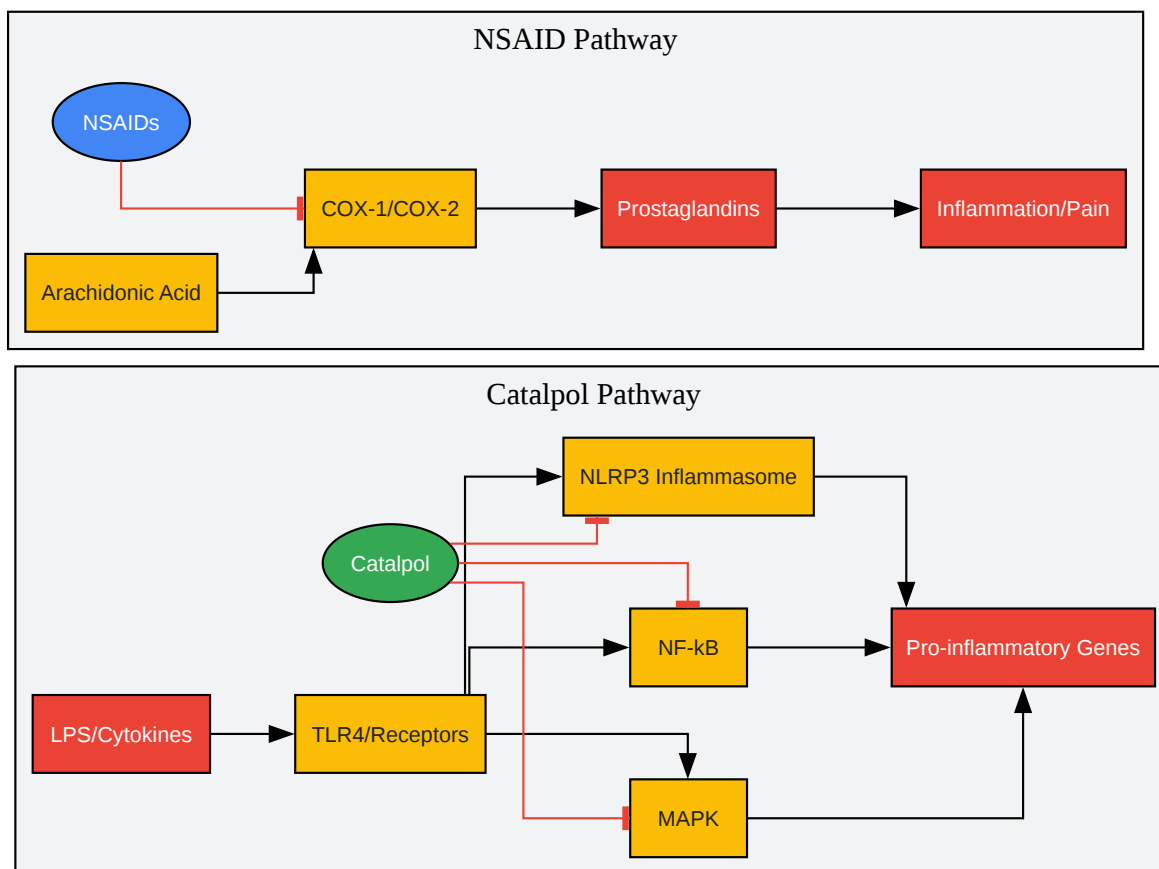 NSAID Pathway
NSAIDs
COX-1/COX-2
Prostaglandins
Inflammation/Pain
Arachidonic Acid
Catalpol Pathway
NLRP3 Inflammasome
Catalpol
NF-kB
Pro-inflammatory Genes
LPS/Cytokines
TLR4/Receptors
MAPK